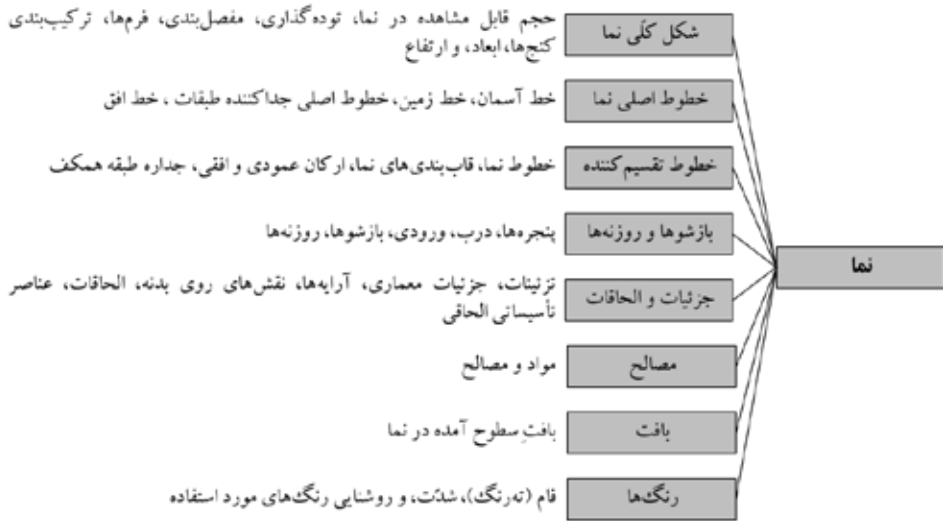 نما
شکل کلّی نما
حجم قابل مشاهده در نما، توده‌گذاری، مفصل‌بندی، فرم‌ها، ترکیب‌بندی
کنج‌ها، ابعاد، و ارتفاع
خطوط اصلی نما
خط آسمان، خط زمین، خطوط اصلی جداکننده طبقات ، خط افق
خطوط تقسیم‌کننده
خطوط نما، قاب‌بندی‌های نما، ارکان عمودی و افقی، جداره طبقه همکف
بازشوها و روزنه‌ها
پنجره‌ها، درب، ورودی، بازشوها، روزنه‌ها
جزئیات و الحاقات
تزئینات، جزئیات معماری، آرایه‌ها، نقش‌های روی بدنه، الحاقات، عناصر
تأسیساتی الحاقی
مصالح
مواد و مصالح
بافت
بافتِ سطوح آمده در نما
رنگ‌ها
فام (ته‌رنگ)، شدّت، و روشنایی رنگ‌های مورد استفاده